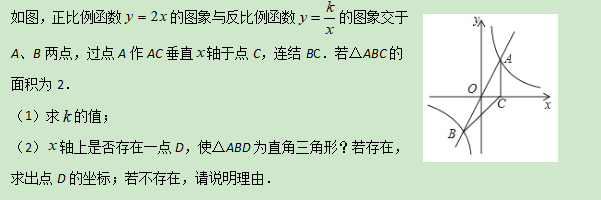 如图，正比例函数 y = 2x 的图象与反比例函数 y = k/x 的图象交于
A、B 两点，过点 A 作 AC 垂直 x 轴于点 C，连结 BC．若△ABC 的
面积为 2．
（1）求 k 的值；
（2）x 轴上是否存在一点 D，使△ABD 为直角三角形？若存在，
求出点 D 的坐标；若不存在，请说明理由．
y
A
O
C
x
B